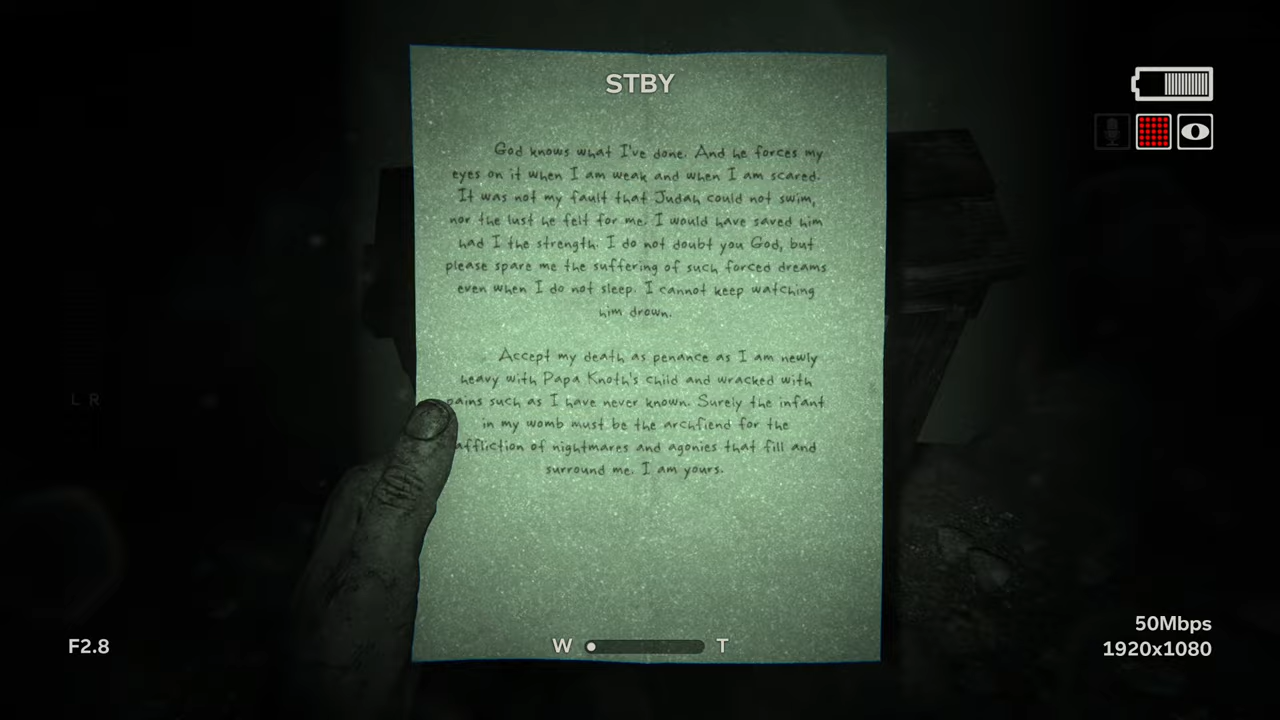 STBY
God knows what I've done. And he forces my
eyes on it when I am weak and when I am scared.
It was not my fault that Judah could not swim,
nor the lust he felt for me. I would have saved him
had I the strength. I do not doubt you God, but
please spare me the suffering of such forced dreams
even when I do not sleep. I cannot keep watching
him drown.
Accept my death as penance as I am newly
heavy with Papa Knoth's child and wracked with
pains such as I have never known. Surely the infant
in my womb must be the archfiend for the
affliction of nightmares and agonies that fill and
surround me. I am yours.
L R
F2.8
W T
50Mbps
1920x1080